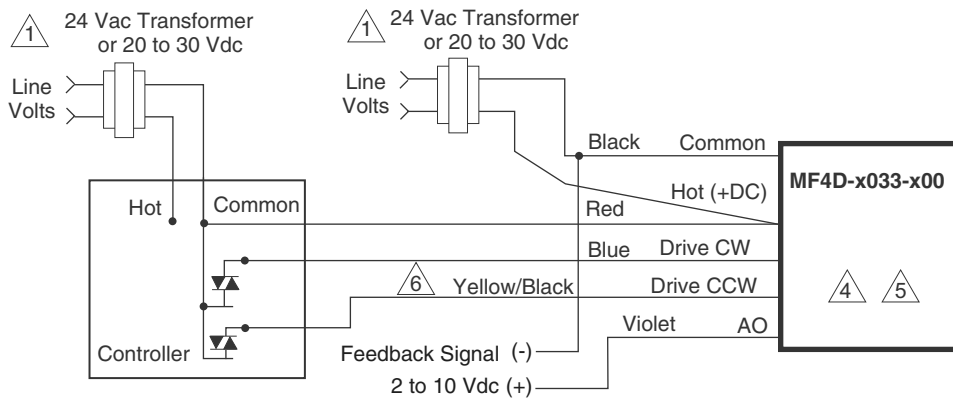 1
24 Vac Transformer
or 20 to 30 Vdc
Line
Volts
1
24 Vac Transformer
or 20 to 30 Vdc
Line
Volts
Black
Common
MF4D-x033-x00
Hot (+DC)
Red
Hot
Common
Blue
Drive CW
6
Yellow/Black
Drive CCW
4
5
Violet
AO
Controller
Feedback Signal (-)
2 to 10 Vdc (+)